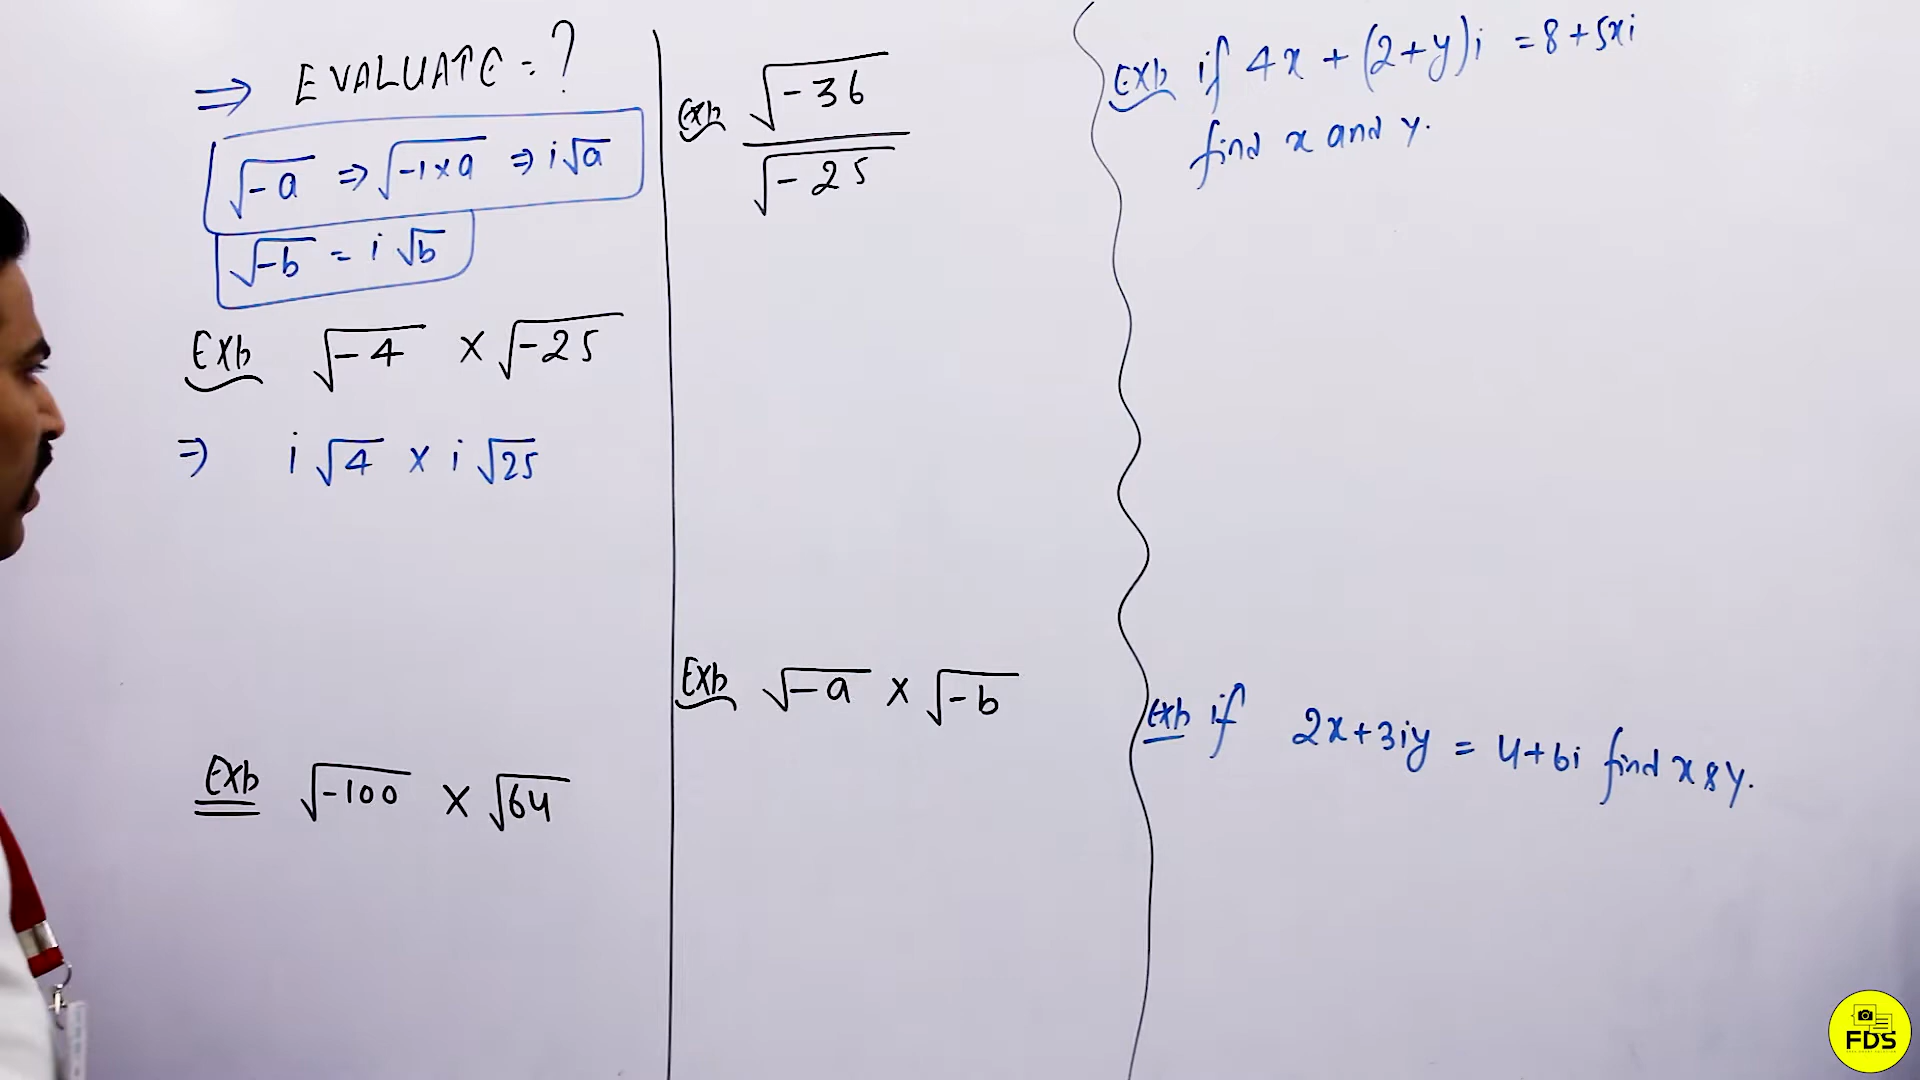 ⇒ EVALUATE = ?
√-a ⇒ √-1×a ⇒ i√a
√-b = i √b
Exb √-4 × √-25
⇒ i √4 × i √25
Exb √-100 × √64
Exb √-36
√-25
Exb √-a × √-b
Exb if 4x + (2+y)i = 8+5xi
find x and y.
Exb if 2x+3iy = 4+6i find x & y.
FDS